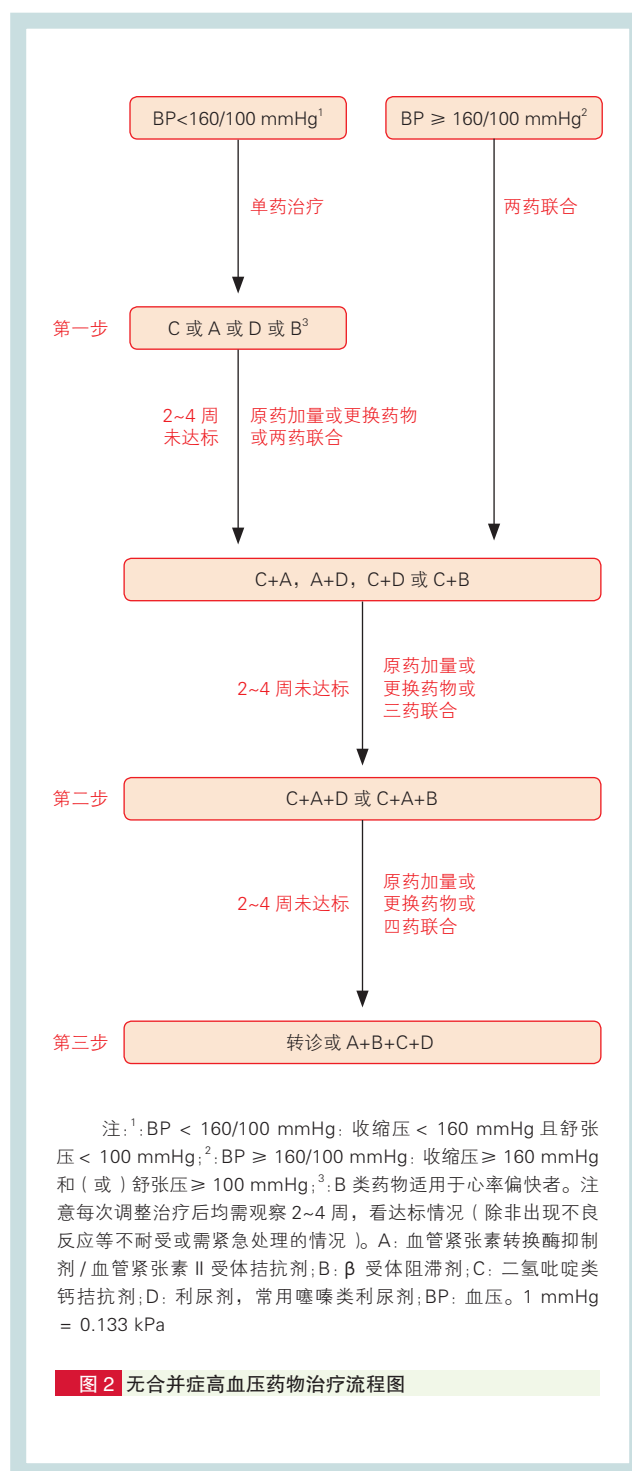 BP<160/100 mmHg¹
BP ≥ 160/100 mmHg²
单药治疗
两药联合
第一步
C 或 A 或 D 或 B³
2~4 周
未达标
原药加量或更换药物
或两药联合
C+A，A+D，C+D 或 C+B
2~4 周未达标
原药加量或
更换药物或
三药联合
第二步
C+A+D 或 C+A+B
2~4 周未达标
原药加量或
更换药物或
四药联合
第三步
转诊或 A+B+C+D
注:¹:BP < 160/100 mmHg: 收缩压 < 160 mmHg 且舒张
压 < 100 mmHg;²:BP ≥ 160/100 mmHg: 收缩压≥ 160 mmHg
和 ( 或 ) 舒张压≥ 100 mmHg;³:B 类药物适用于心率偏快者。注
意每次调整治疗后均需观察 2~4 周，看达标情况 ( 除非出现不良
反应等不耐受或需紧急处理的情况 )。A: 血管紧张素转换酶抑制
剂 / 血管紧张素 II 受体拮抗剂;B: β 受体阻滞剂;C: 二氢吡啶类
钙拮抗剂;D: 利尿剂，常用噻嗪类利尿剂;BP: 血压。1 mmHg
= 0.133 kPa
图 2 无合并症高血压药物治疗流程图